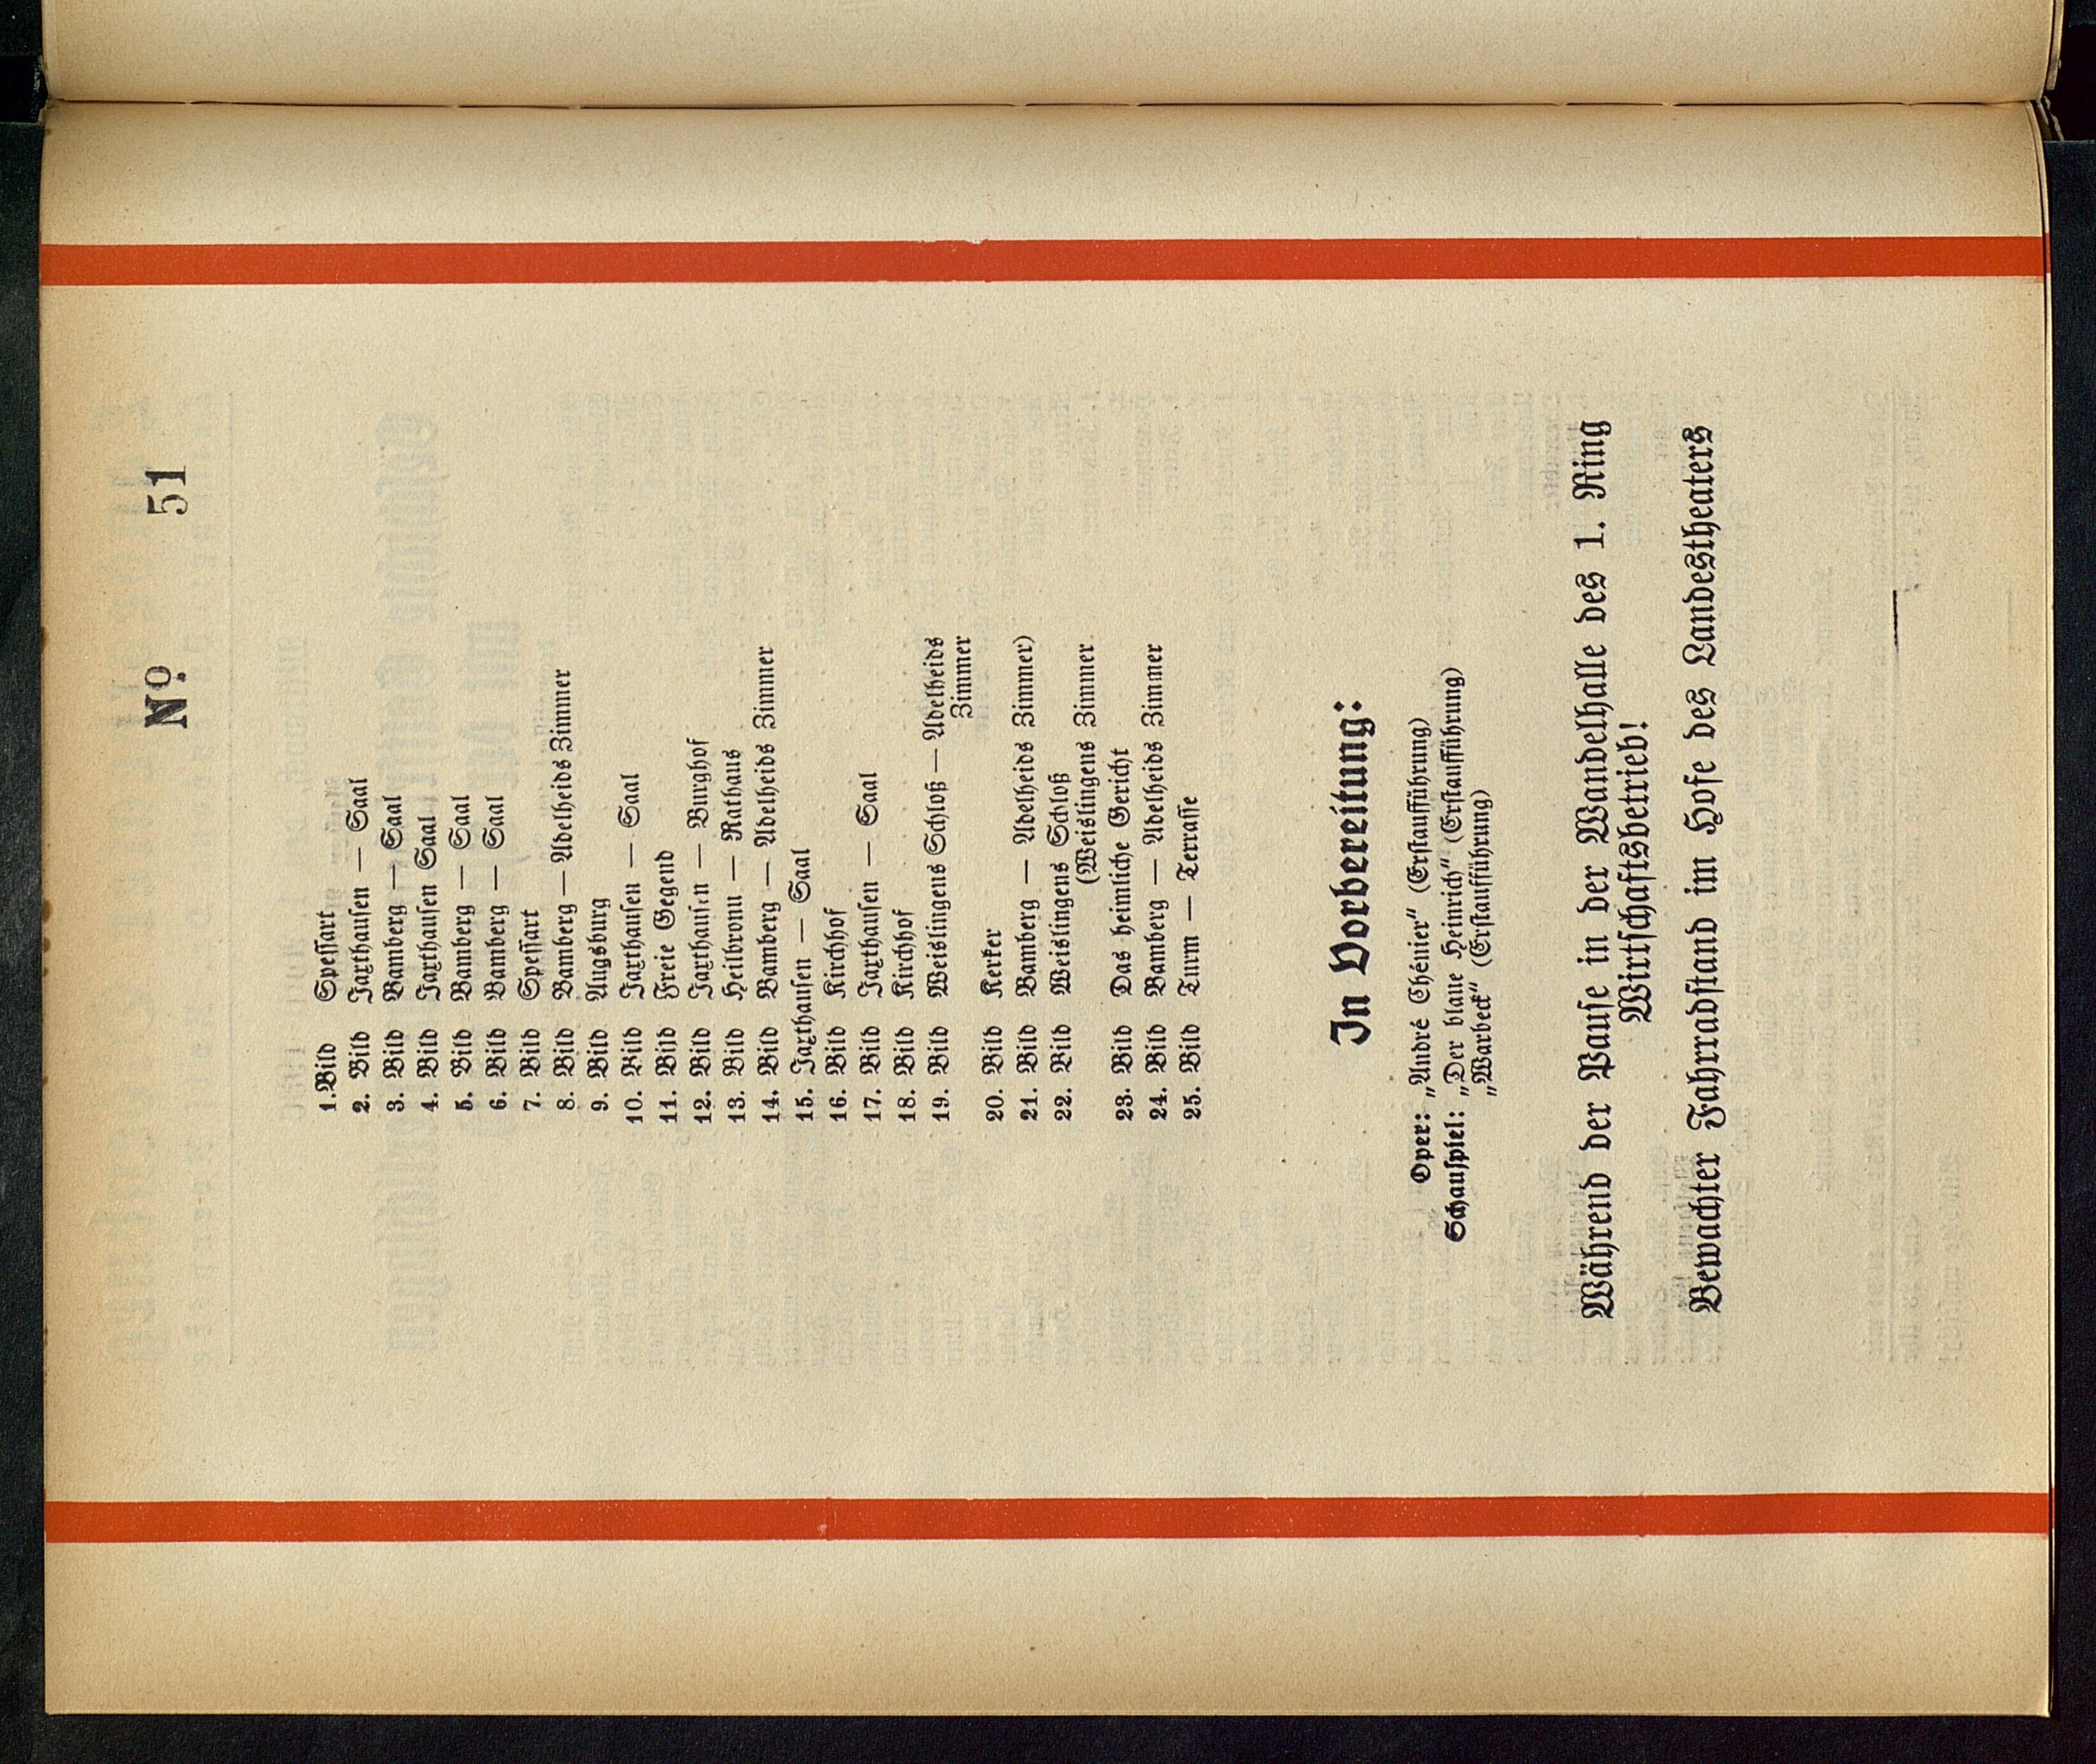 Nº 51
1. Bild Spessart
2. Bild Jaxthausen — Saal
3. Bild Bamberg — Saal
4. Bild Jaxthausen Saal
5. Bild Bamberg — Saal
6. Bild Bamberg — Saal
7. Bild Spessart
8. Bild Bamberg — Adelheids Zimmer
9. Bild Augsburg
10. Bild Jaxthausen — Saal
11. Bild Freie Gegend
12. Bild Jaxthausen — Burghof
13. Bild Heilbronn — Rathaus
14. Bild Bamberg — Adelheids Zimmer
15. Jaxthausen — Saal
16. Bild Kirchhof
17. Bild Jaxthausen — Saal
18. Bild Kirchhof
19. Bild Weislingens Schloß — Adelheids
Zimmer
20. Bild Kerker
21. Bild Bamberg — Adelheids Zimmer)
22. Bild Weislingens Schloß
(Weislingens Zimmer
23. Bild Das heimliche Gericht
24. Bild Bamberg — Adelheids Zimmer
25. Bild Turm — Terrasse
In Vorbereitung:
Oper: „André Chénier“ (Erstaufführung)
Schauspiel: „Der blaue Heinrich“ (Erstaufführung)
„Warbeck“ (Erstaufführung)
Während der Pause in der Wandelhalle des 1. Ring
Wirtschaftsbetrieb!
Bewachter Fahrradstand im Hofe des Landestheaters